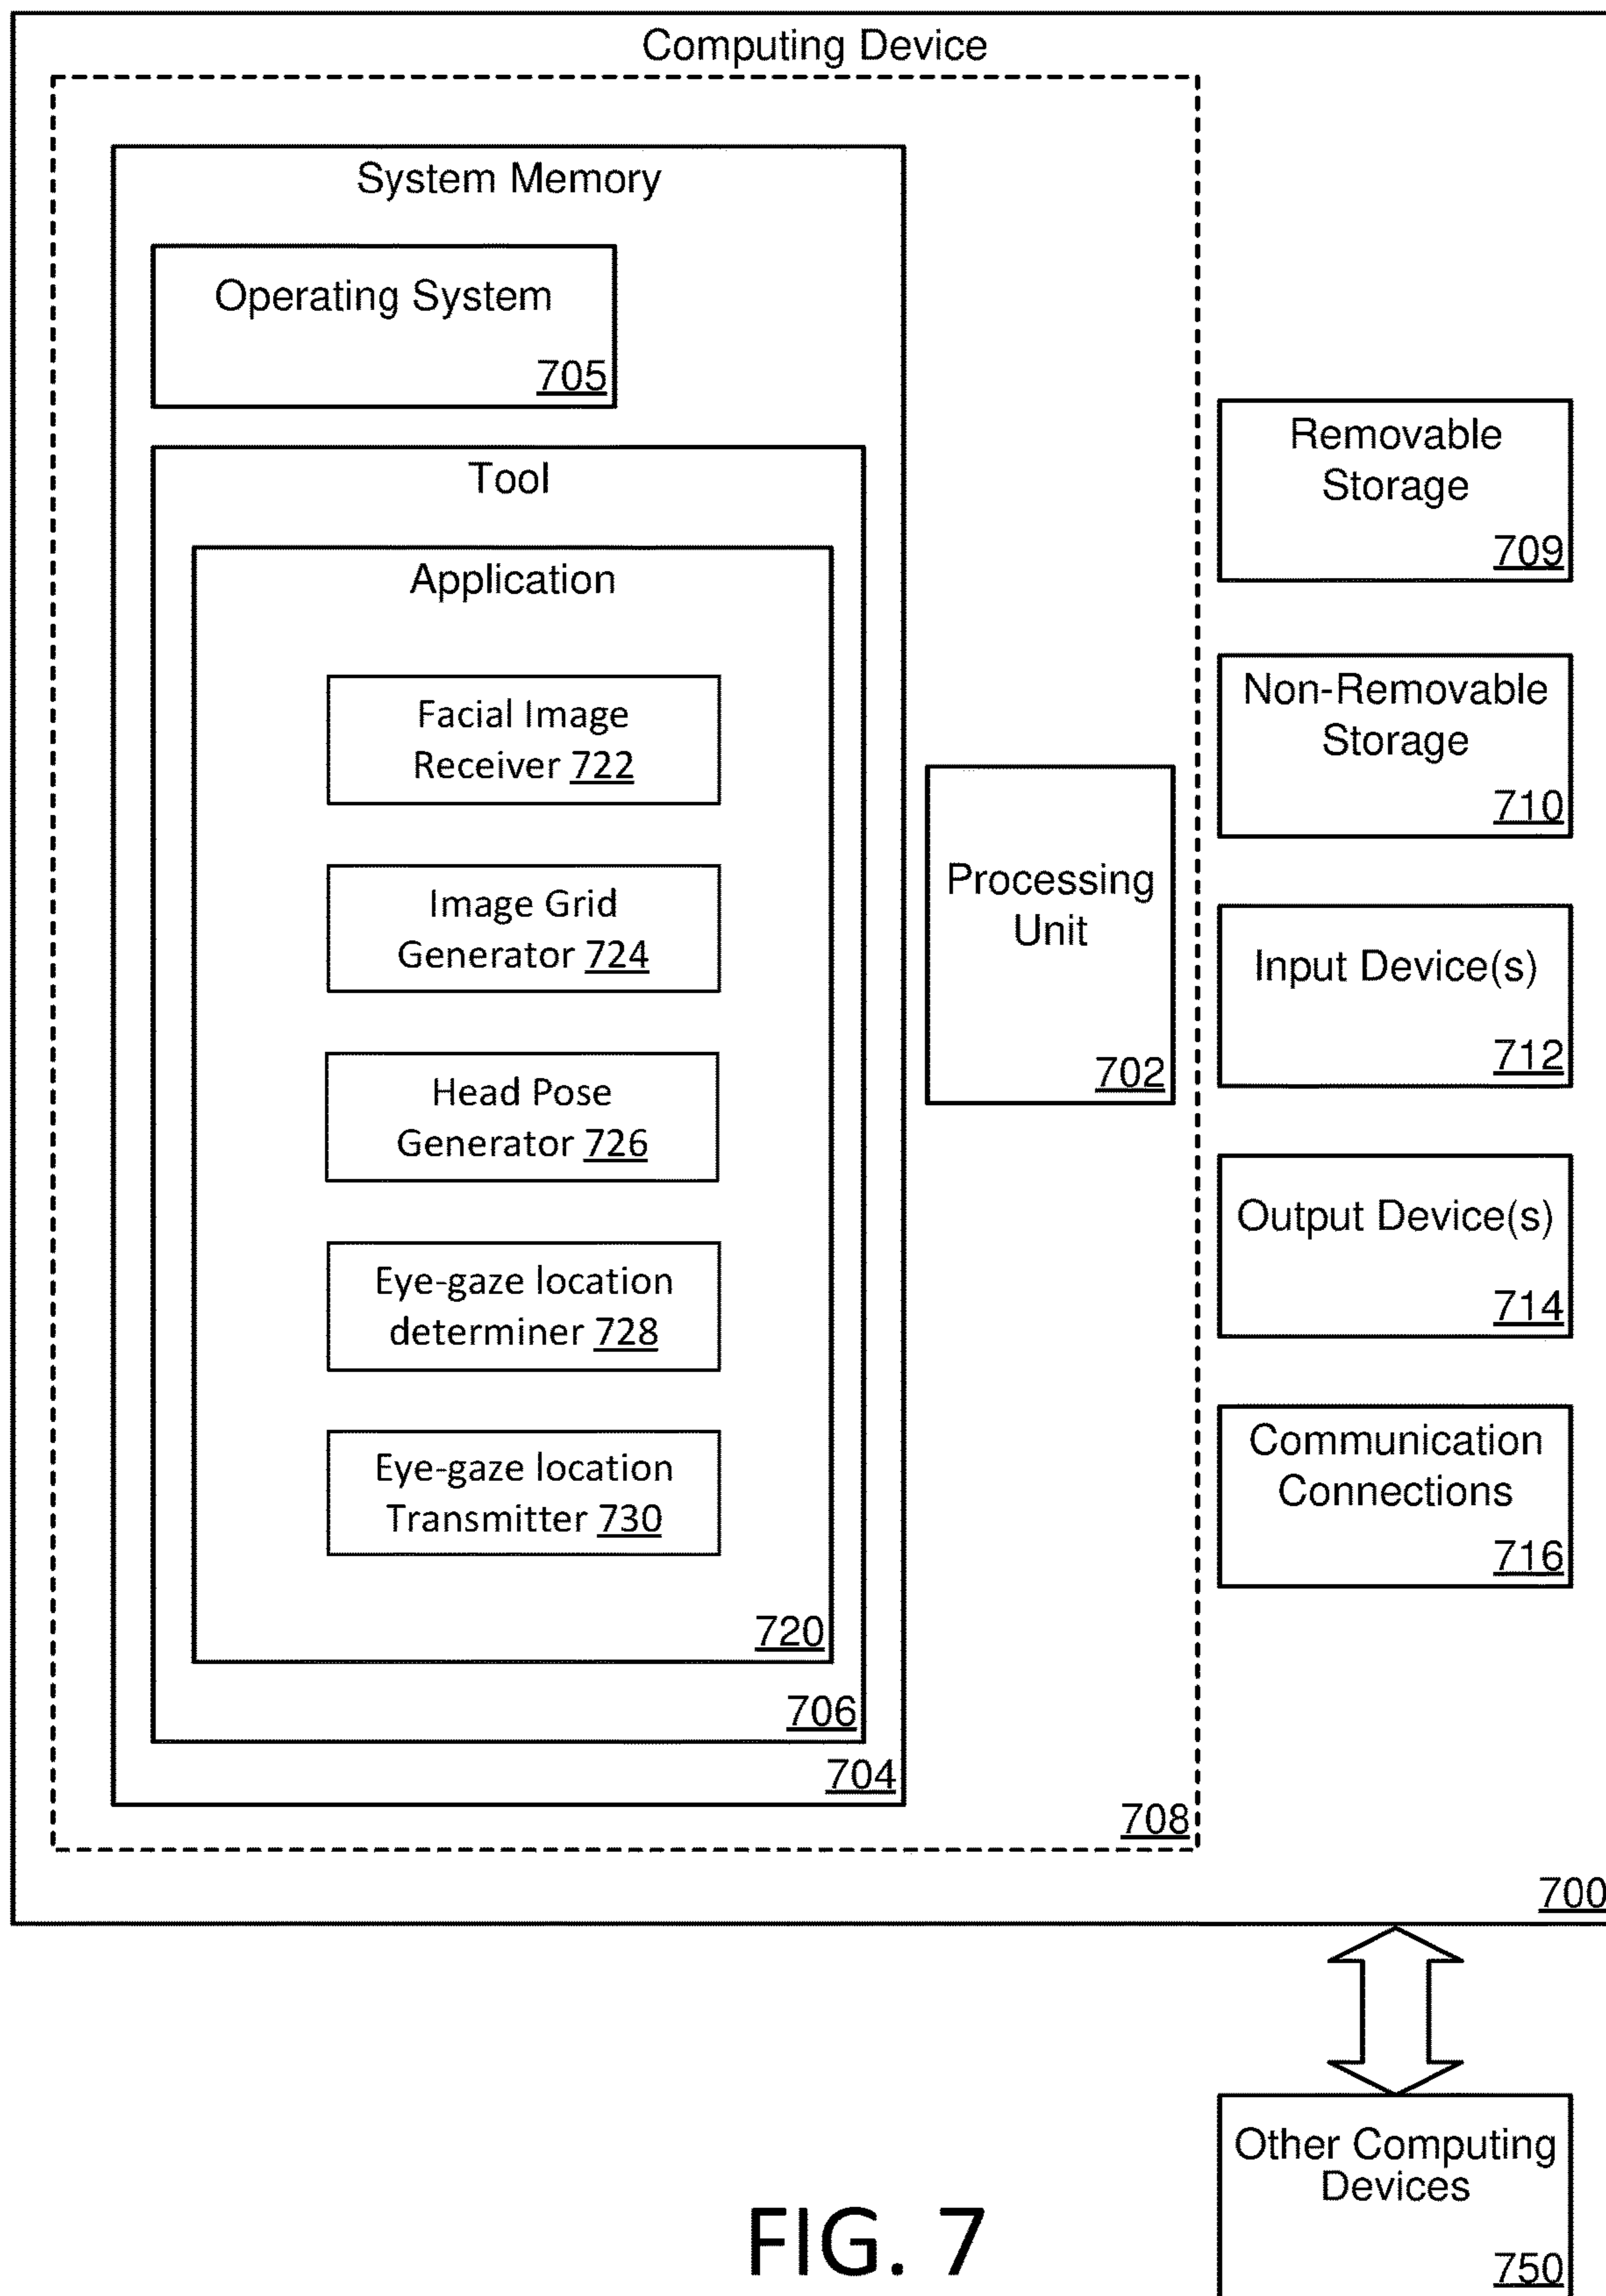 Computing Device
System Memory
Operating System
705
Tool
Application
Facial Image
Receiver 722
Image Grid
Generator 724
Head Pose
Generator 726
Eye-gaze location
determiner 728
Eye-gaze location
Transmitter 730
720
706
704
Processing
Unit
702
708
Removable
Storage
709
Non-Removable
Storage
710
Input Device(s)
712
Output Device(s)
714
Communication
Connections
716
700
Other Computing
Devices
750
FIG. 7